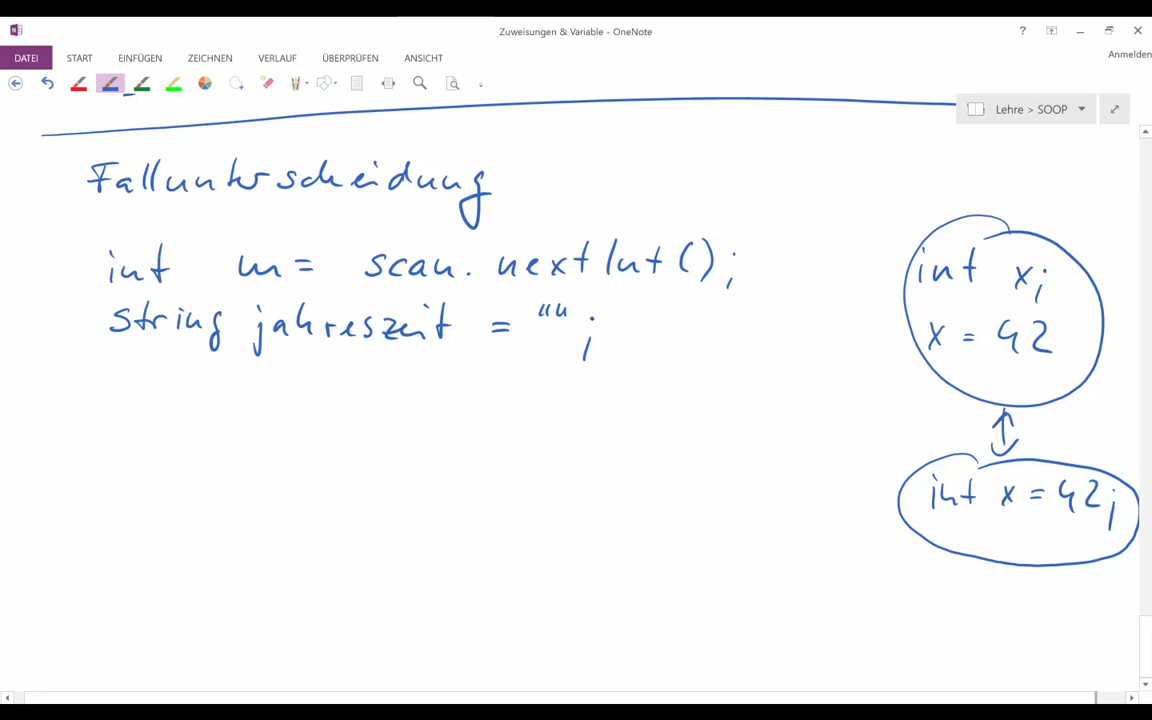 Zuweisungen & Variable - OneNote
?
DATEI START EINFÜGEN ZEICHNEN VERLAUF ÜBERPRÜFEN ANSICHT
Anmelden
Lehre > SOOP
Fallunterscheidung
int m = scan.nextInt();
String jahreszeit = "";
int x;
x = 42
int x = 42;